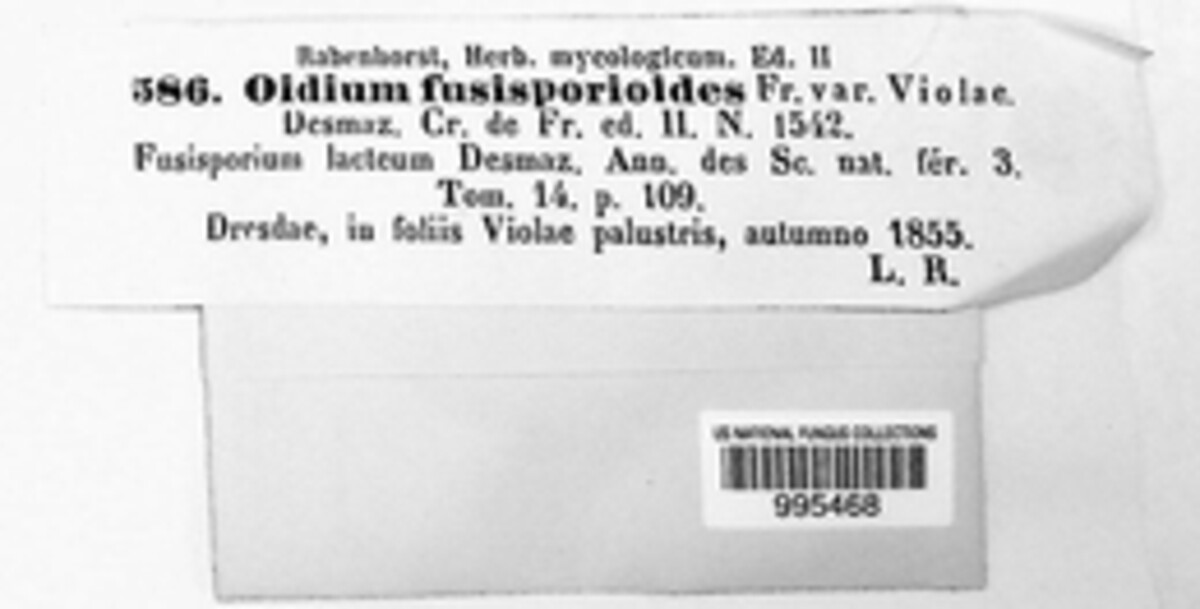 Rabenhorst, Herb. mycologicum. Ed. II
586. Oidium fusisporioides Fr. var. Violae.
Desmaz. Cr. de Fr. ed. II. N. 1542.
Fusisporium lacteum Desmaz. Ann. des Sc. nat. fér. 3.
Tom. 14. p. 109.
Dresdae, in foliis Violae palustris, autumno 1855.
L. R.
US NATIONAL FUNGUS COLLECTIONS
995468